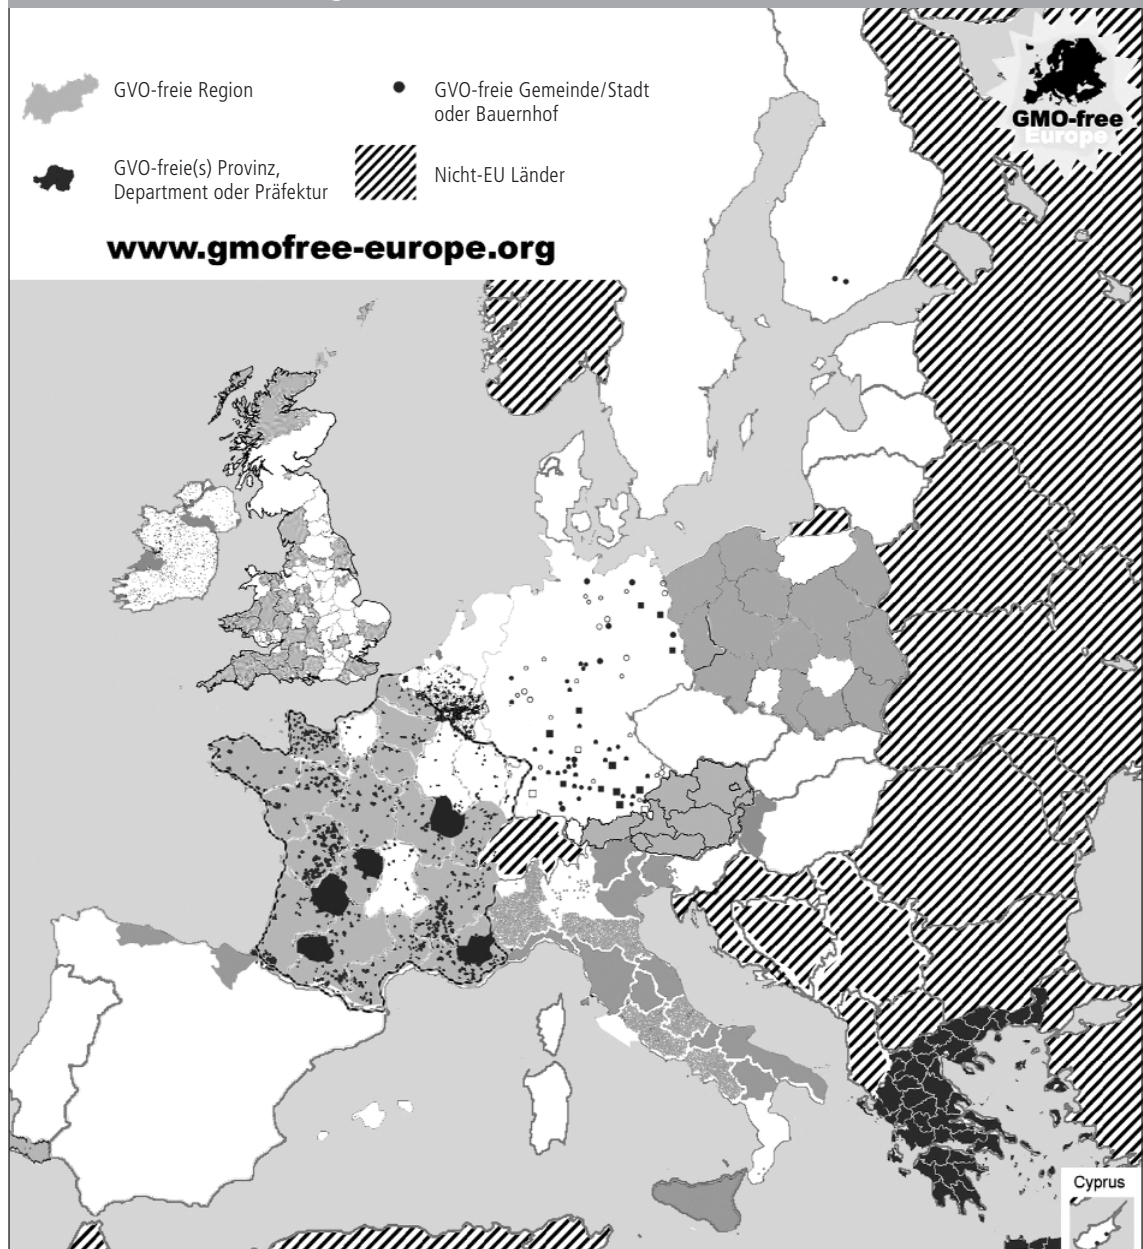 GVO-freie Region
GVO-freie Gemeinde/Stadt
oder Bauernhof
GVO-freie(s) Provinz,
Department oder Präfektur
Nicht-EU Länder
www.gmofree-europe.org
GMO-free
Europe
Cyprus